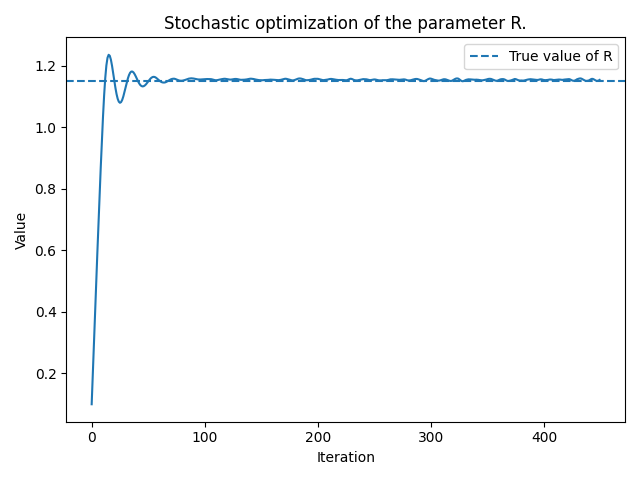 Stochastic optimization of the parameter R.
True value of R
1.2
1.0
0.8
0.6
0.4
0.2
Value
0 100 200 300 400
Iteration